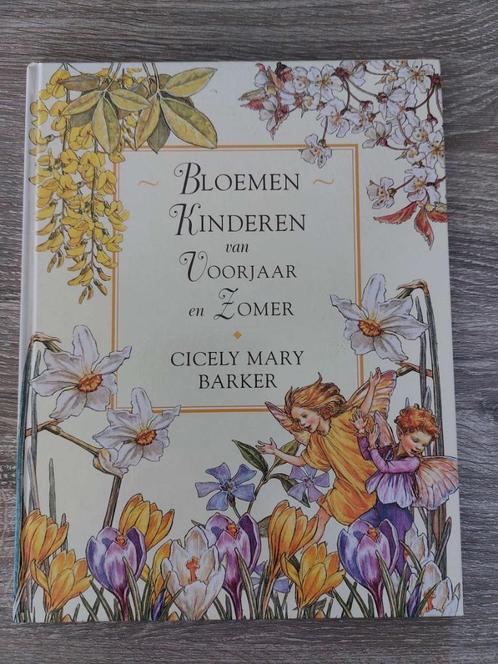 ~ BLOEMEN ~
KINDEREN
van
VOORJAAR
en ZOMER
CICELY MARY
BARKER